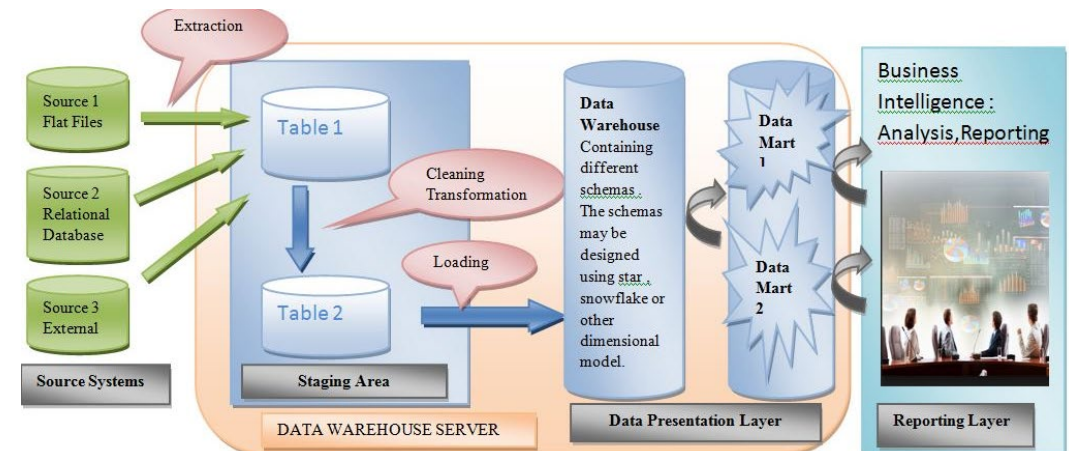 Extraction
Source 1
Flat Files
Source 2
Relational
Database
Source 3
External
Source Systems
Table 1
Cleaning
Transformation
Loading
Table 2
Staging Area
DATA WAREHOUSE SERVER
Data
Warehouse
Containing
different
schemas .
The schemas
may be
designed
using star ,
snowflake or
other
dimensional
model.
Data
Mart
1
Data
Mart
2
Data Presentation Layer
Business
Intelligence :
Analysis,Reporting
Reporting Layer